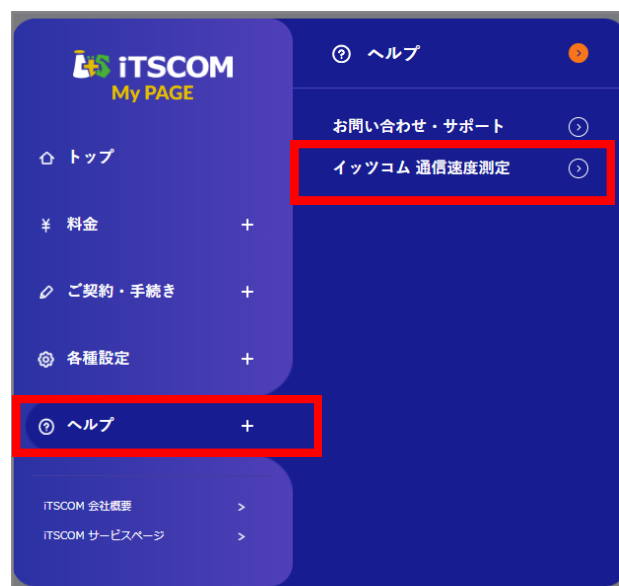 iTSCOM
My PAGE
トップ
¥ 料金 +
ご契約・手続き +
各種設定 +
? ヘルプ +
iTSCOM 会社概要 >
iTSCOM サービスページ >
? ヘルプ >
お問い合わせ・サポート >
イッツコム 通信速度測定 >